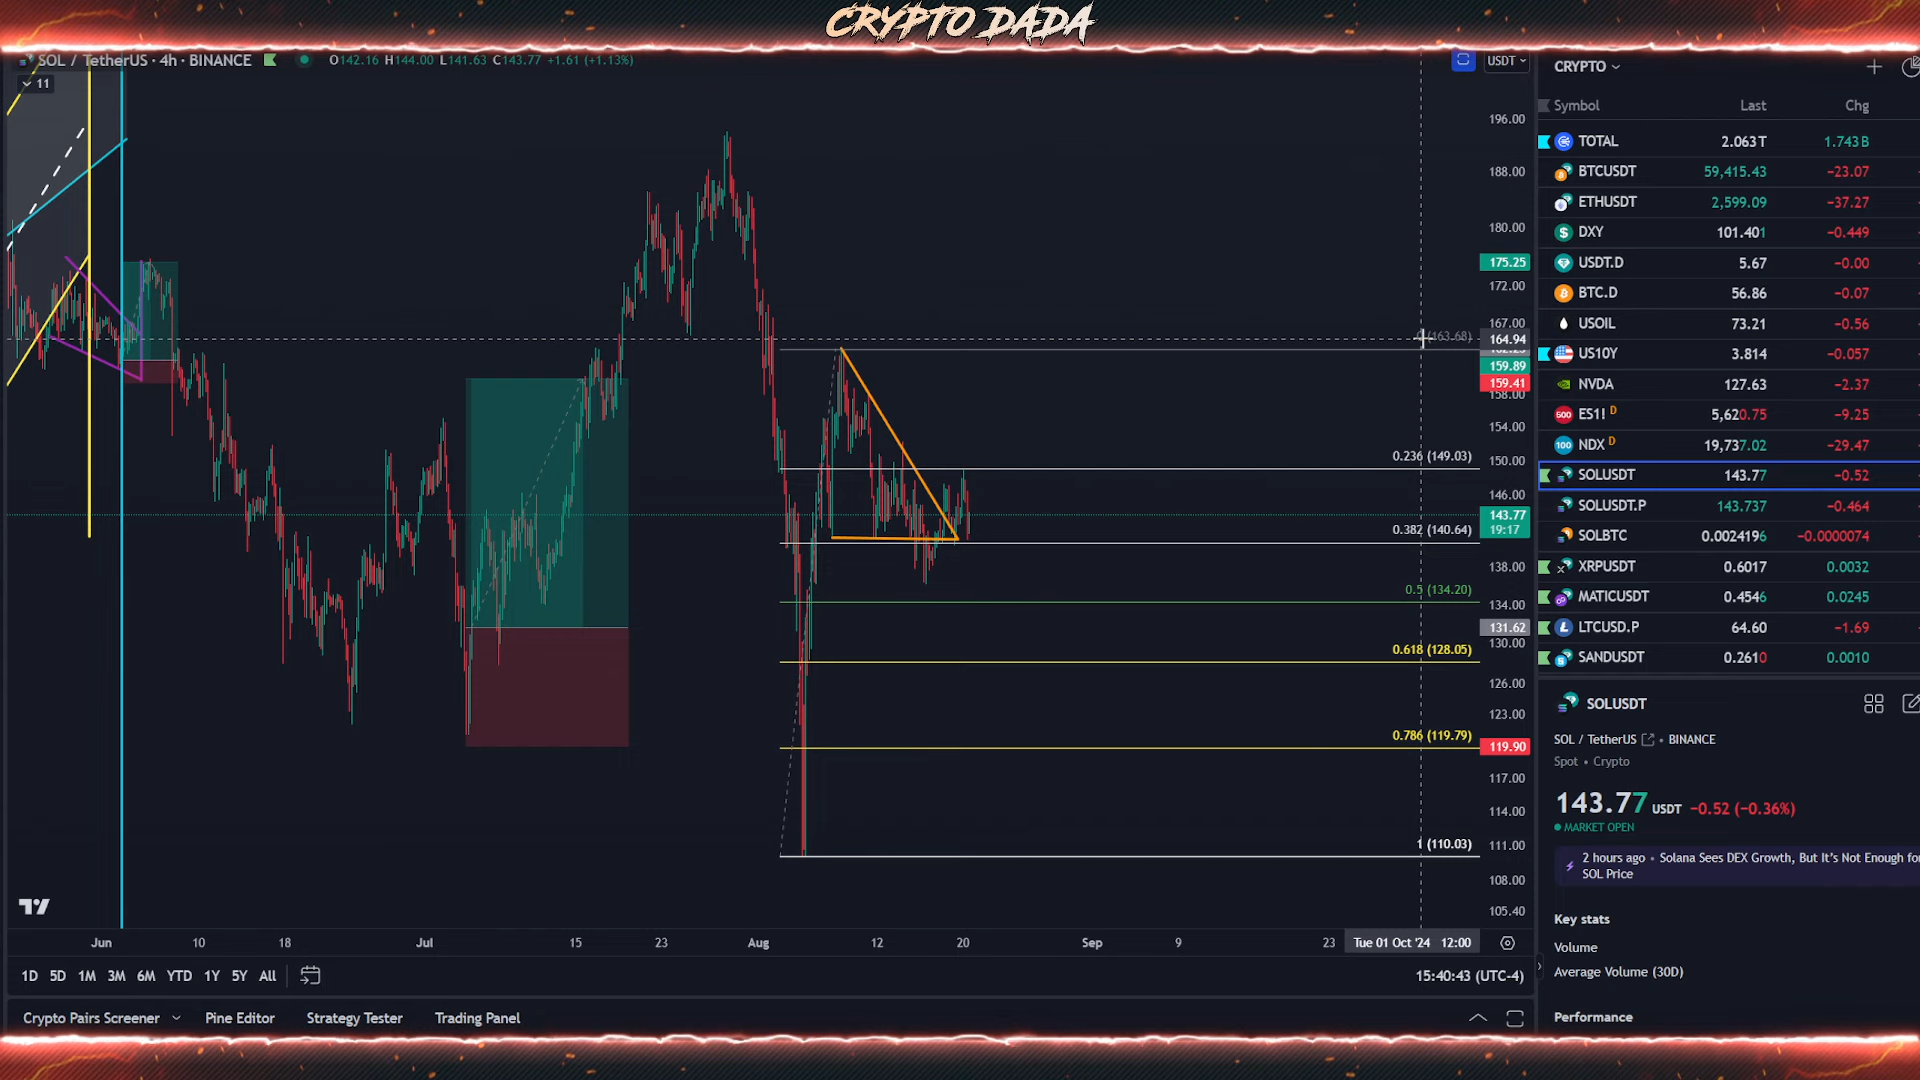 CRYPTO DADA
SOL / TetherUS · 4h · BINANCE O142.16 H144.00 L141.63 C143.77 +1.61 (+1.13%)
11
USDT
196.00
188.00
180.00
175.25
172.00
167.00
(163.68)
164.94
159.89
159.41
158.00
154.00
0.236 (149.03)
150.00
146.00
143.77
19:17
0.382 (140.64)
138.00
0.5 (134.20)
134.00
131.62
130.00
0.618 (128.05)
126.00
123.00
0.786 (119.79)
119.90
117.00
114.00
1 (110.03)
111.00
108.00
105.40
Jun 10 18 Jul 15 23 Aug 12 20 Sep 9 23 Tue 01 Oct '24 12:00
1D 5D 1M 3M 6M YTD 1Y 5Y All
15:40:43 (UTC-4)
Crypto Pairs Screener Pine Editor Strategy Tester Trading Panel
CRYPTO
Symbol Last Chg
TOTAL 2.063T 1.743B
BTCUSDT 59,415.43 −23.07
ETHUSDT 2,599.09 −37.27
DXY 101.401 −0.449
USDT.D 5.67 −0.00
BTC.D 56.86 −0.07
USOIL 73.21 −0.56
US10Y 3.814 −0.057
NVDA 127.63 −2.37
500 ES1! D 5,620.75 −9.25
100 NDX D 19,737.02 −29.47
SOLUSDT 143.77 −0.52
SOLUSDT.P 143.737 −0.464
SOLBTC 0.0024196 −0.0000074
XRPUSDT 0.6017 0.0032
MATICUSDT 0.4546 0.0245
LTCUSD.P 64.60 −1.69
SANDUSDT 0.2610 0.0010
SOLUSDT
SOL / TetherUS • BINANCE
Spot • Crypto
143.77 USDT −0.52 (−0.36%)
MARKET OPEN
2 hours ago • Solana Sees DEX Growth, But It's Not Enough for
SOL Price
Key stats
Volume
Average Volume (30D)
Performance